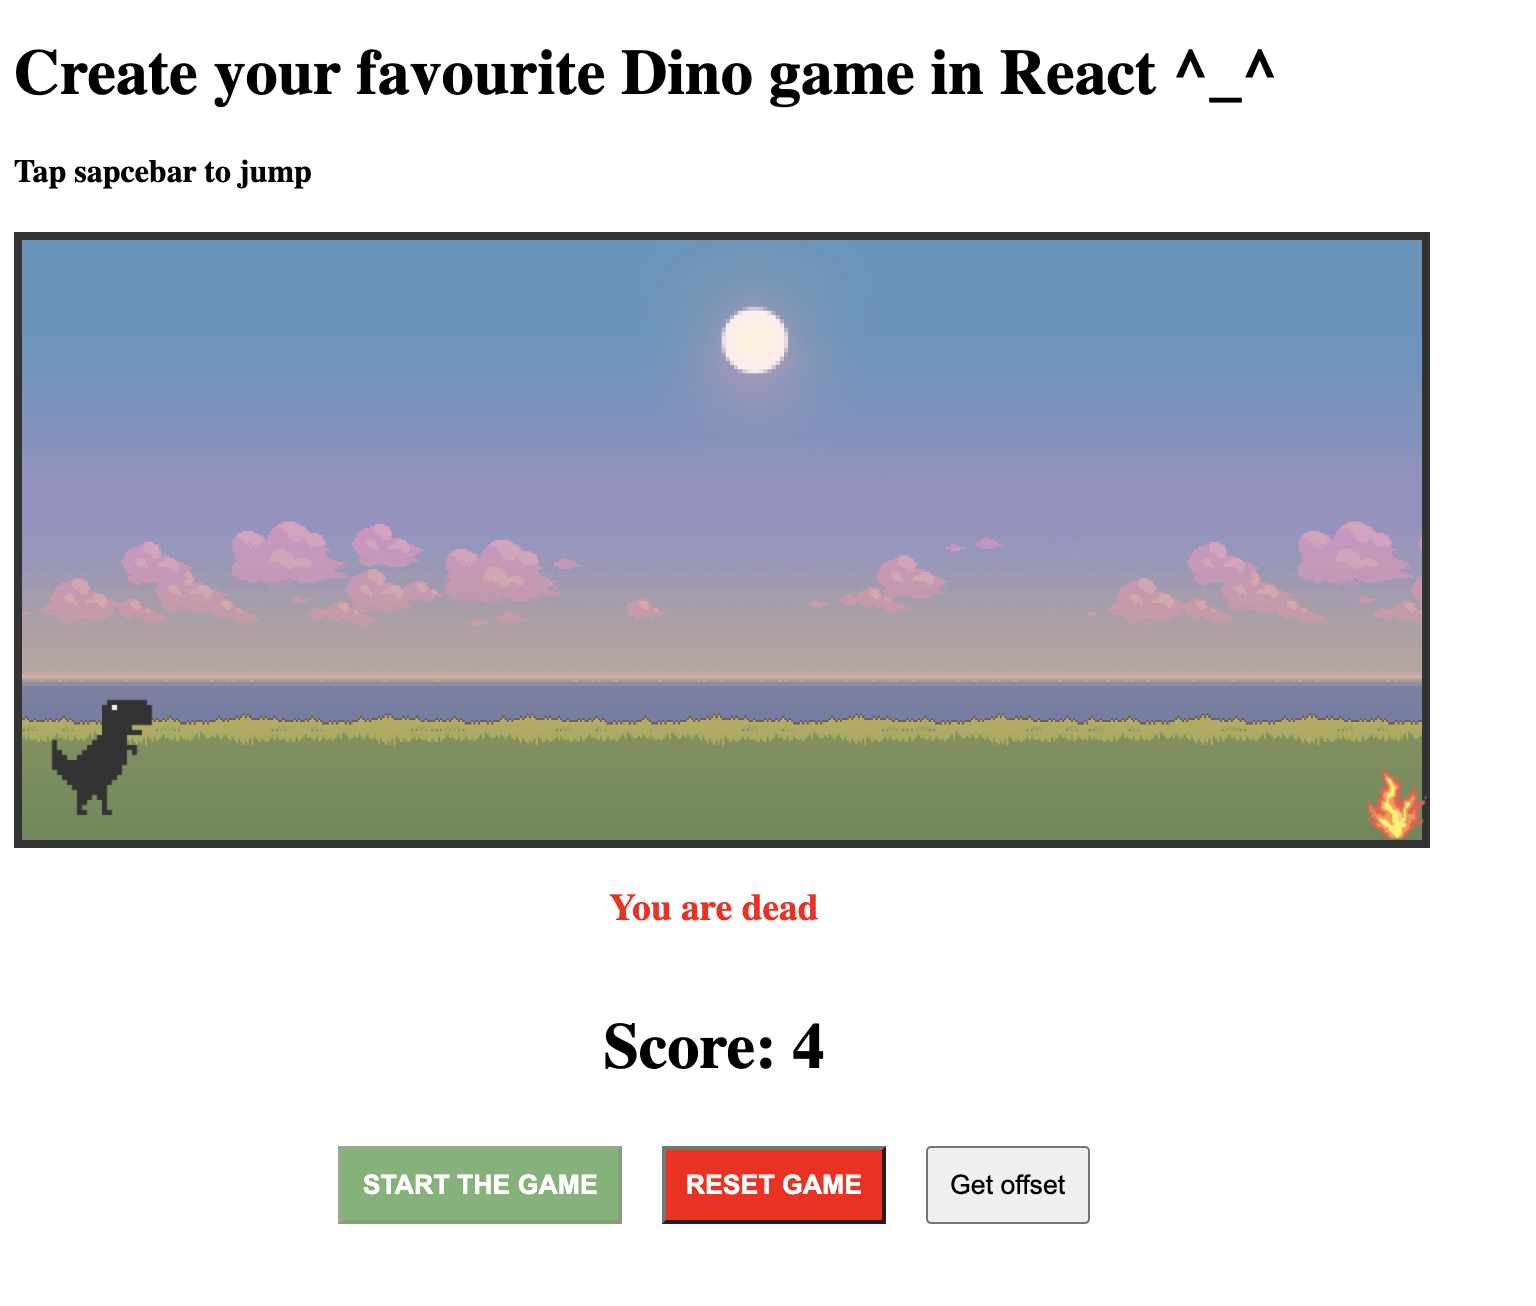 Create your favourite Dino game in React ^_^
Tap sapcebar to jump
You are dead
Score: 4
START THE GAME
RESET GAME
Get offset